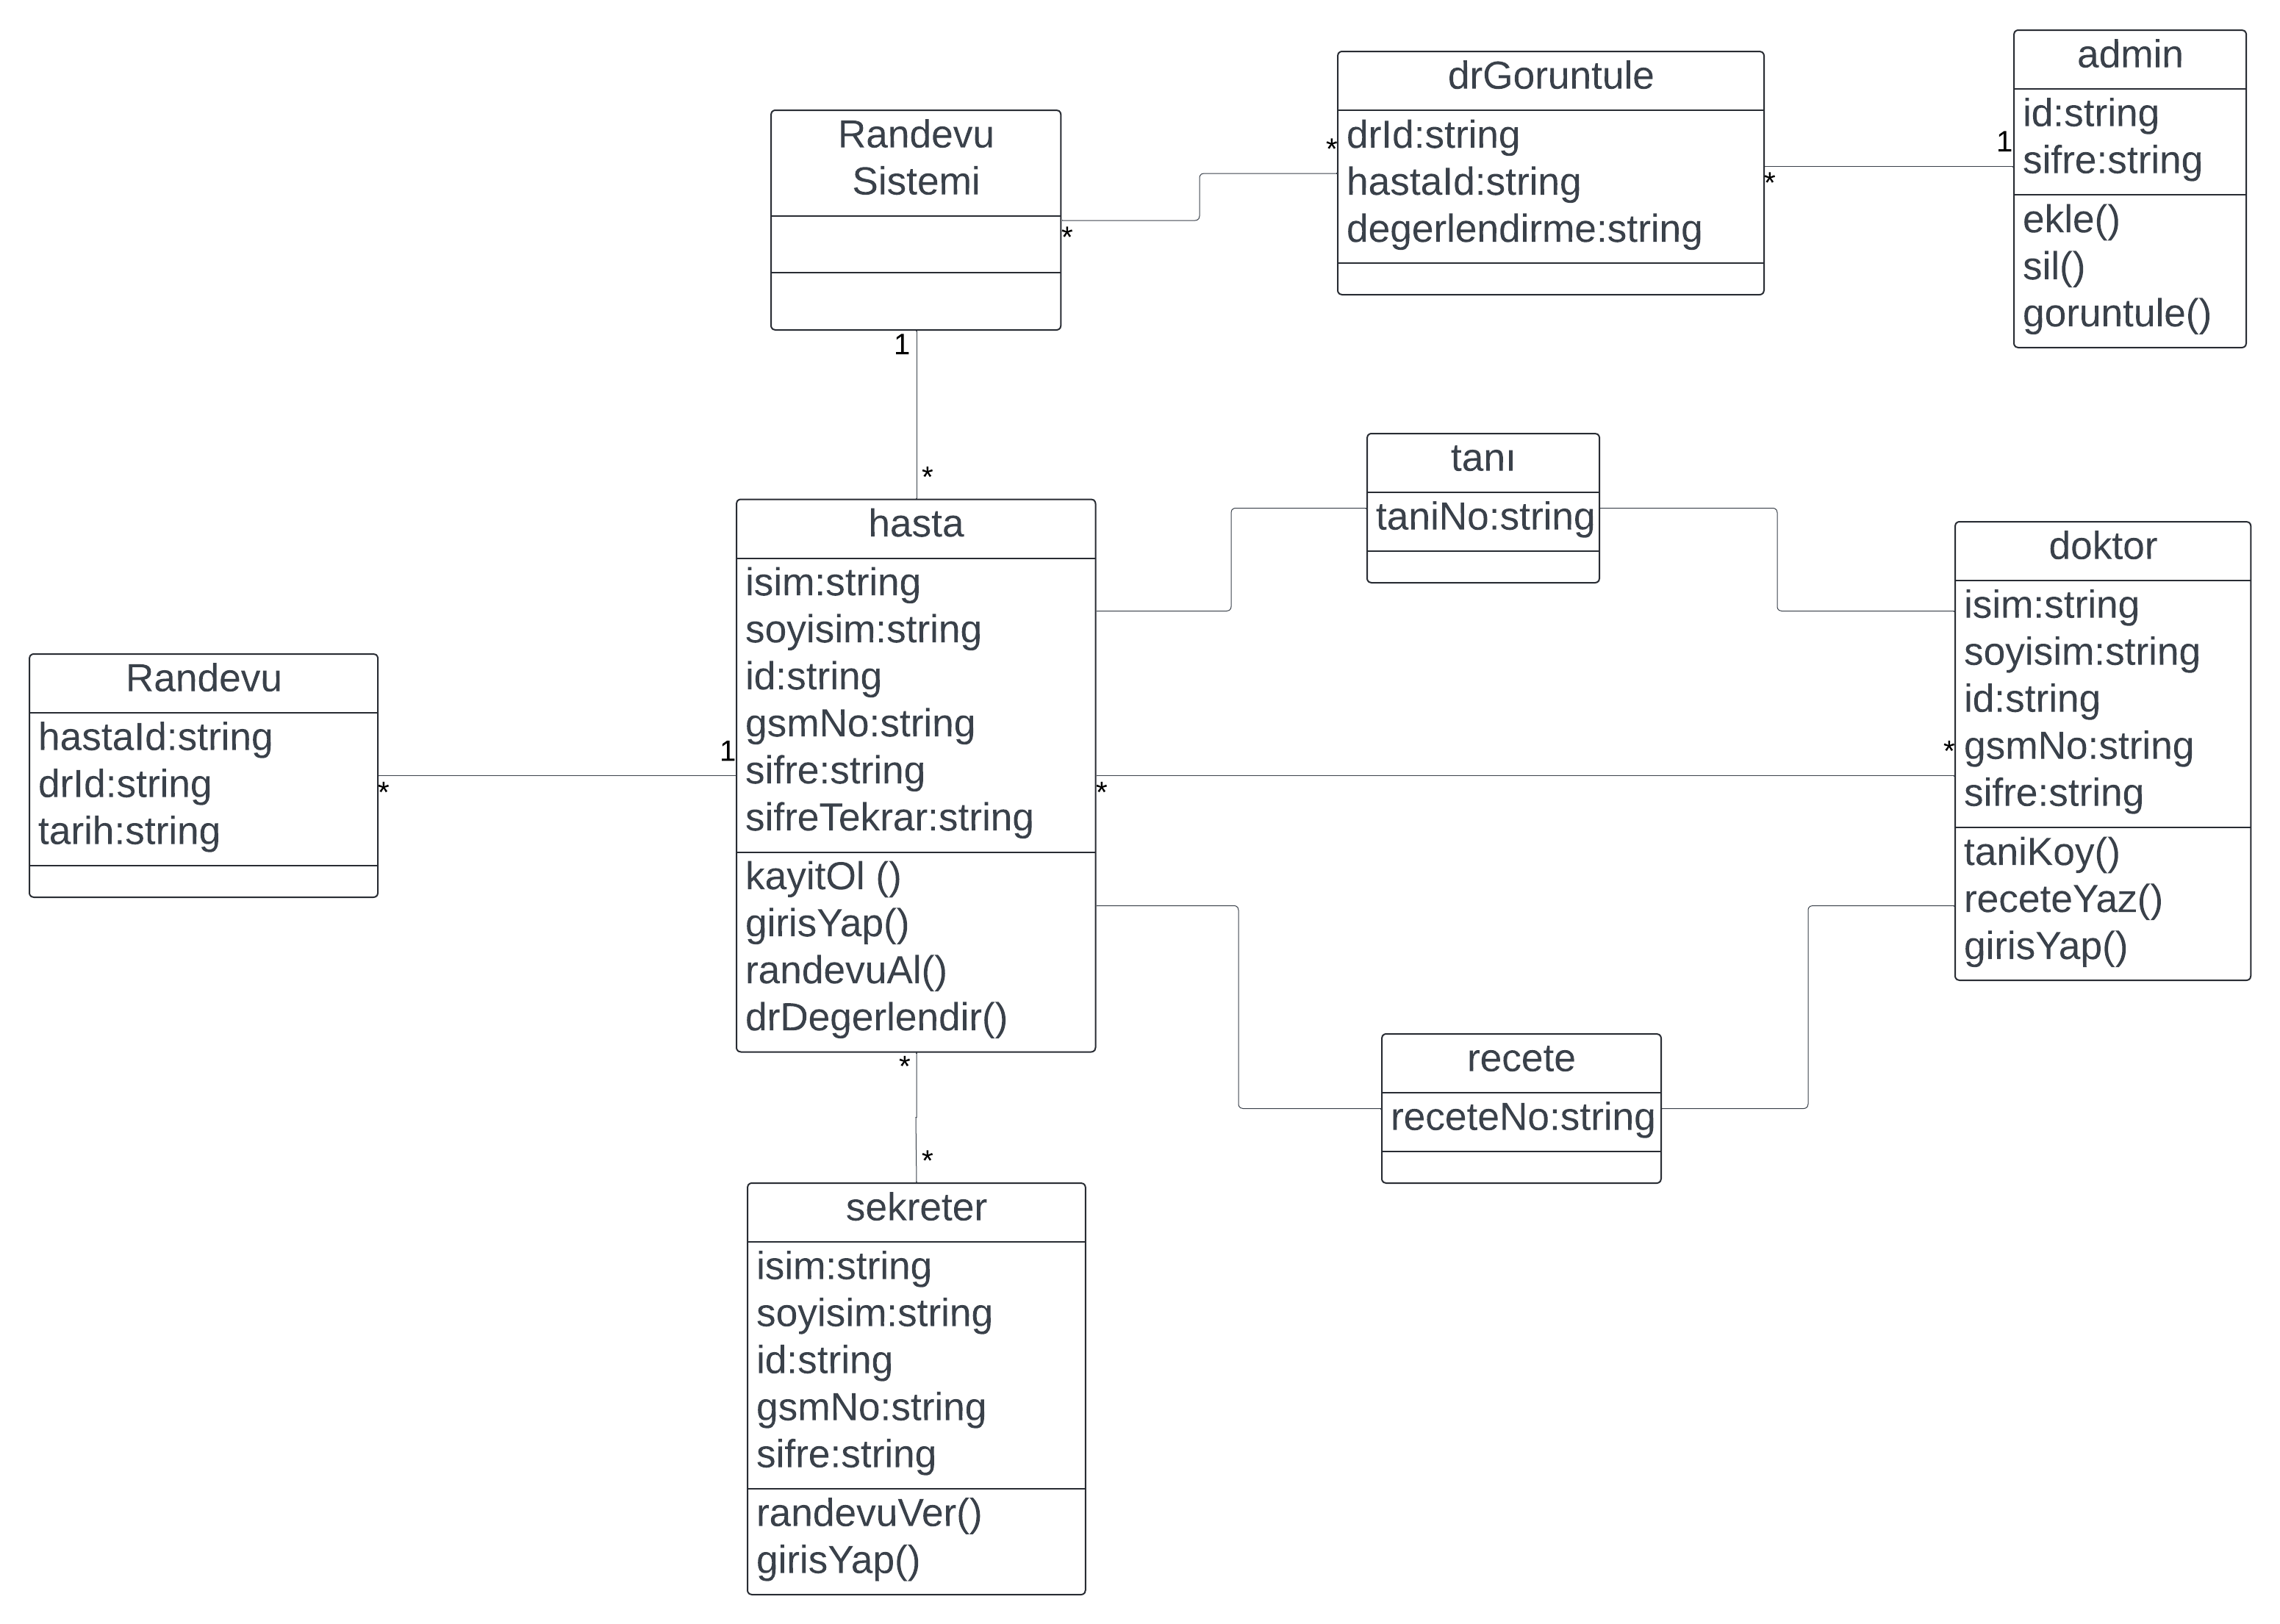 admin
id:string
sifre:string
ekle()
sil()
goruntule()
1
drGoruntule
drId:string
hastaId:string
degerlendirme:string
*
*
Randevu
Sistemi
*
1
*
tanı
taniNo:string
hasta
isim:string
soyisim:string
id:string
gsmNo:string
sifre:string
sifreTekrar:string
kayitOl ()
girisYap()
randevuAl()
drDegerlendir()
1
*
*
doktor
isim:string
soyisim:string
id:string
gsmNo:string
sifre:string
taniKoy()
receteYaz()
girisYap()
*
Randevu
hastaId:string
drId:string
tarih:string
*
recete
receteNo:string
*
sekreter
isim:string
soyisim:string
id:string
gsmNo:string
sifre:string
randevuVer()
girisYap()